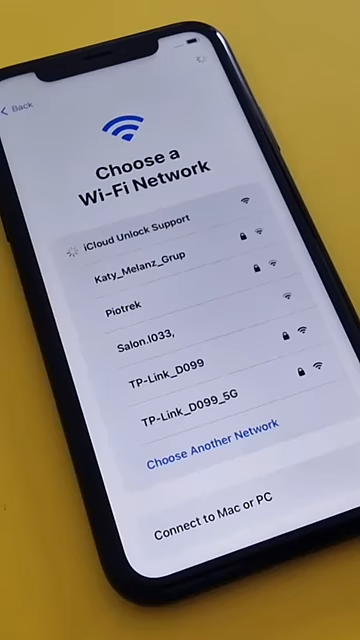 Back
Choose a
Wi-Fi Network
iCloud Unlock Support
Katy_Melanz_Grup
Piotrek
Salon.I033,
TP-Link_D099
TP-Link_D099_5G
Choose Another Network
Connect to Mac or PC